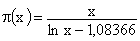 π(x) = x / (ln x − 1,08366)